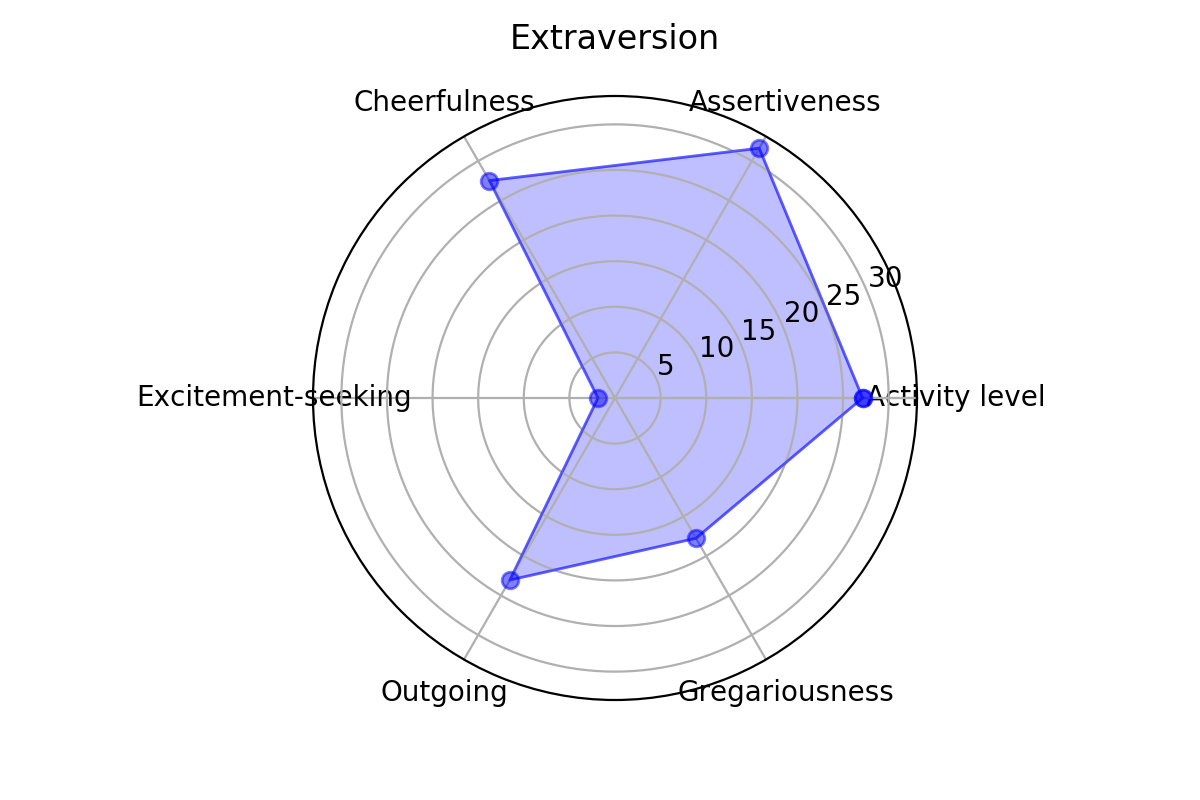 Extraversion
Cheerfulness
Assertiveness
30
25
20
15
10
5
Excitement-seeking
Activity level
Outgoing
Gregariousness